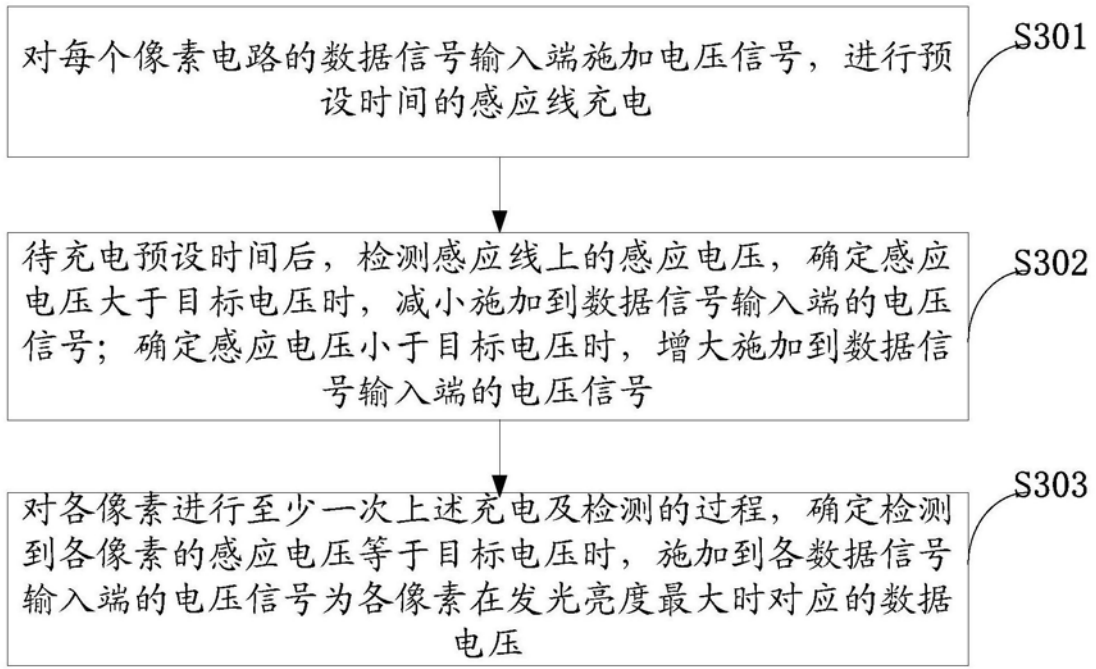 对每个像素电路的数据信号输入端施加电压信号，进行预
设时间的感应线充电
S301
待充电预设时间后，检测感应线上的感应电压，确定感应
电压大于目标电压时，减小施加到数据信号输入端的电压
信号；确定感应电压小于目标电压时，增大施加到数据信
号输入端的电压信号
S302
对各像素进行至少一次上述充电及检测的过程，确定检测
到各像素的感应电压等于目标电压时，施加到各数据信号
输入端的电压信号为各像素在发光亮度最大时对应的数据
电压
S303